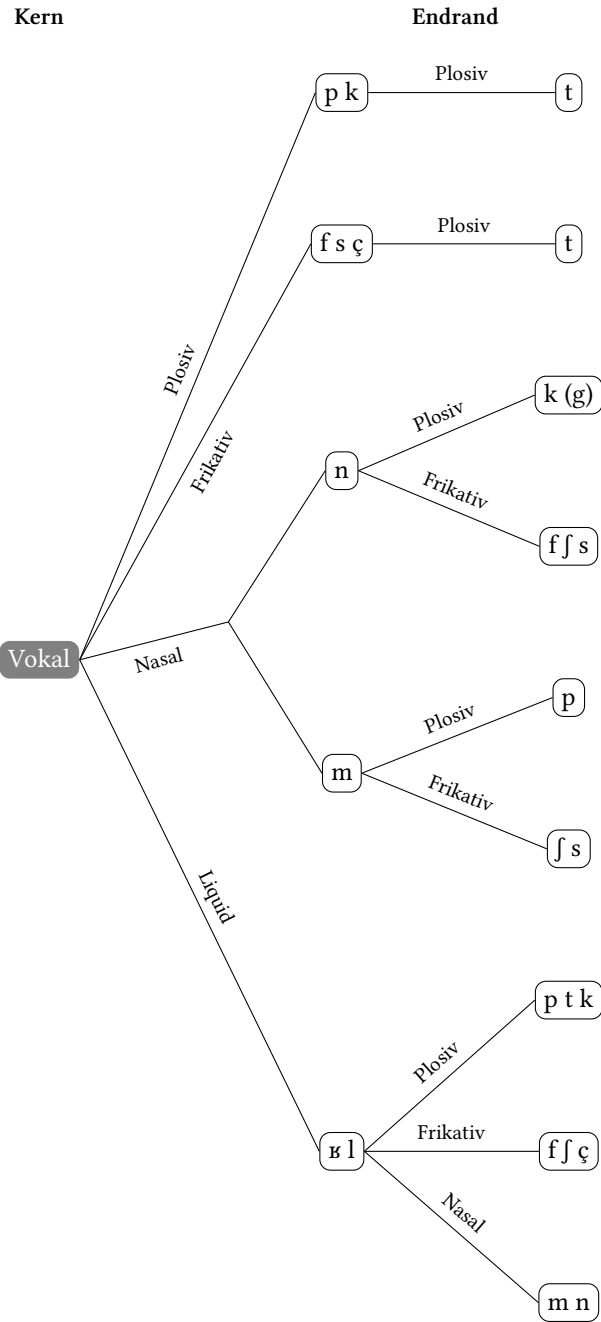 Kern Endrand
p k Plosiv t
f s ç Plosiv t
Plosiv
Frikativ
n Plosiv k (g)
Frikativ f ʃ s
Vokal Nasal
m Plosiv p
Frikativ ʃ s
Liquid
ʁ l Plosiv p t k
Frikativ f ʃ ç
Nasal m n